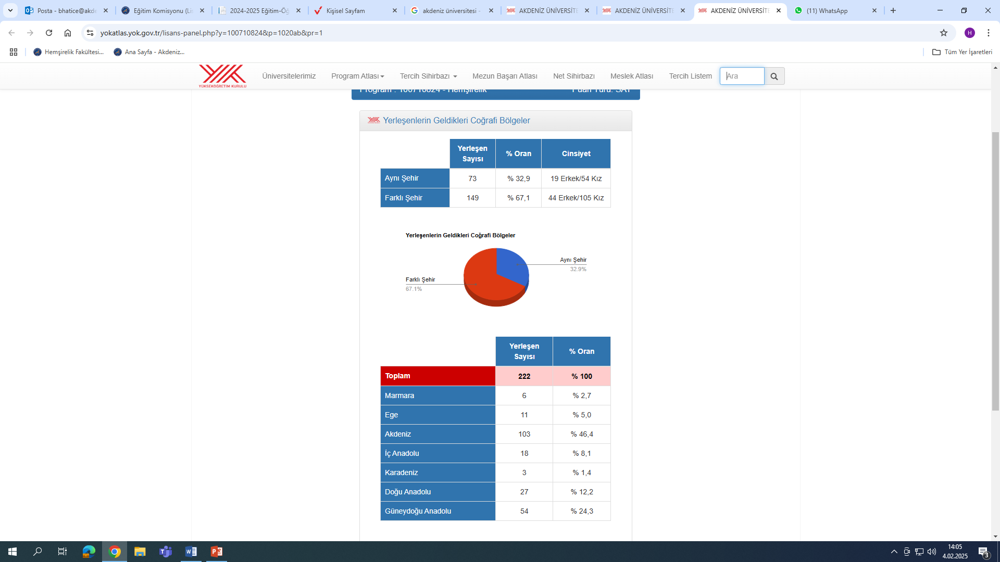 Posta - bhatice@akde
Eğitim Komisyonu (Lis
2024-2025 Eğitim-Öğ
Kişisel Sayfam
akdeniz üniversitesi -
AKDENİZ ÜNİVERSİTE
AKDENİZ ÜNİVERSİTE
AKDENİZ ÜNİVERSİTE
(11) WhatsApp
yokatlas.yok.gov.tr/lisans-panel.php?y=100710824&p=1020ab&pr=1
H
Hemşirelik Fakültesi...
Ana Sayfa - Akdeniz...
Tüm Yer İşaretleri
YÜKSEKÖĞRETİM KURULU
Üniversitelerimiz
Program Atlası
Tercih Sihirbazı
Mezun Başarı Atlası
Net Sihirbazı
Meslek Atlası
Tercih Listem
Ara
Program : 100710824 - Hemşirelik
Puan Türü: SAY
Yerleşenlerin Geldikleri Coğrafi Bölgeler
Yerleşen
Sayısı
% Oran
Cinsiyet
Aynı Şehir 73 % 32,9 19 Erkek/54 Kız
Farklı Şehir 149 % 67,1 44 Erkek/105 Kız
Yerleşenlerin Geldikleri Coğrafi Bölgeler
Aynı Şehir
32.9%
Farklı Şehir
67.1%
Yerleşen
Sayısı
% Oran
Toplam 222 % 100
Marmara 6 % 2,7
Ege 11 % 5,0
Akdeniz 103 % 46,4
İç Anadolu 18 % 8,1
Karadeniz 3 % 1,4
Doğu Anadolu 27 % 12,2
Güneydoğu Anadolu 54 % 24,3
14:05
4.02.2025
3